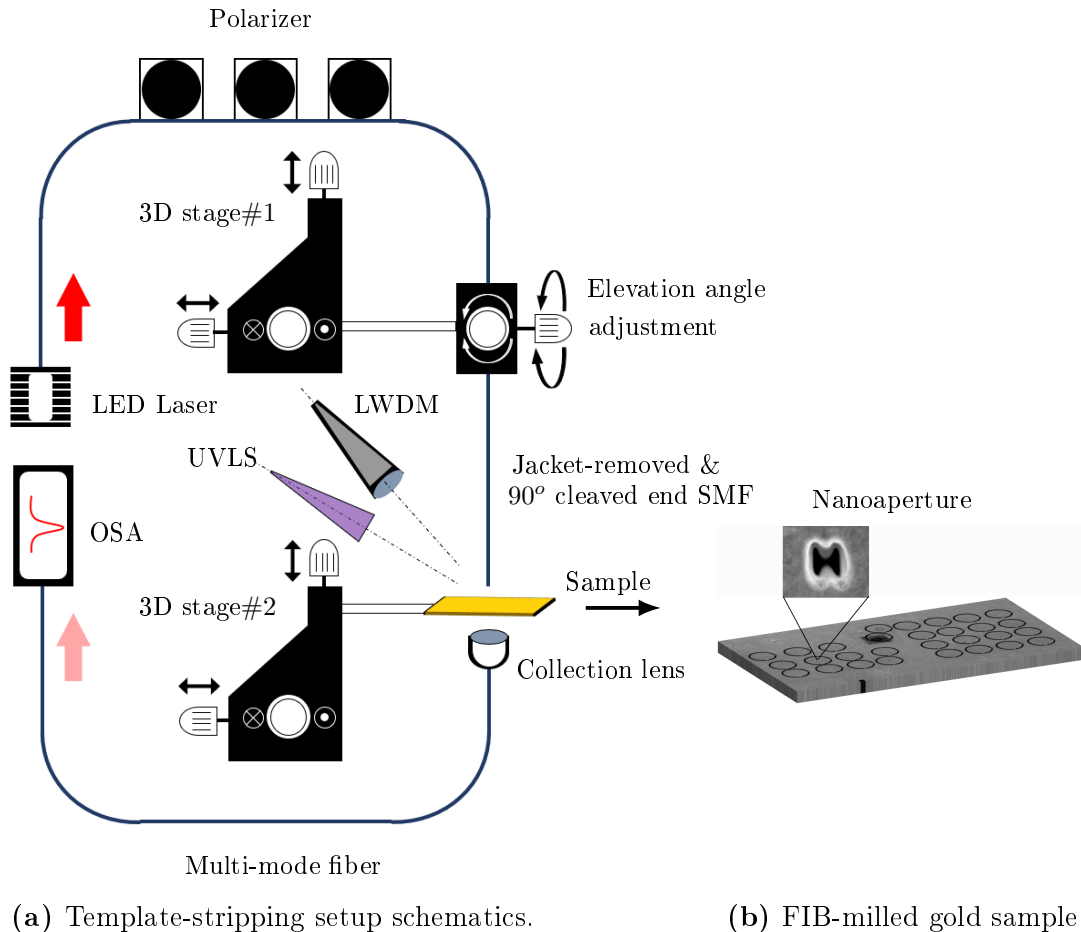 Polarizer
3D stage#1
Elevation angle
adjustment
LED Laser
LWDM
UVLS
Jacket-removed &
90° cleaved end SMF
Nanoaperture
OSA
Sample
3D stage#2
Collection lens
Multi-mode fiber
(a) Template-stripping setup schematics.
(b) FIB-milled gold sample